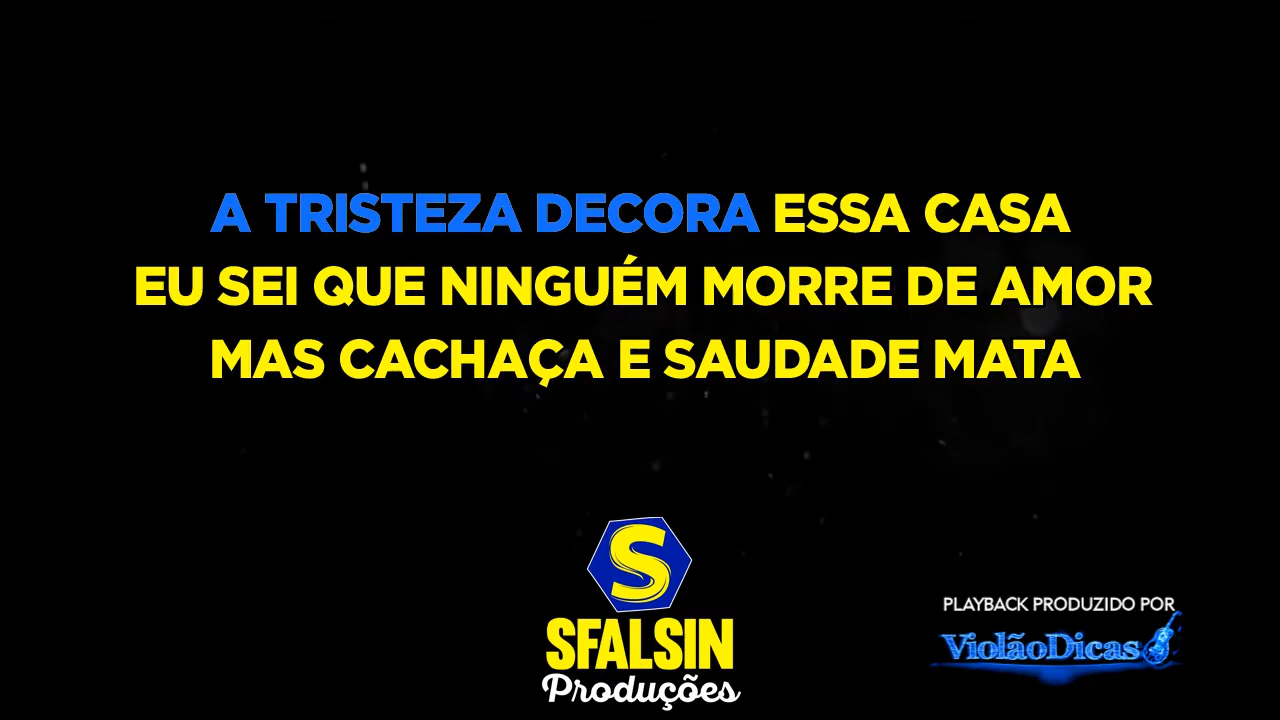 A TRISTEZA DECORA ESSA CASA
EU SEI QUE NINGUÉM MORRE DE AMOR
MAS CACHAÇA E SAUDADE MATA
S
SFALSIN
Produções
PLAYBACK PRODUZIDO POR
ViolãoDicas